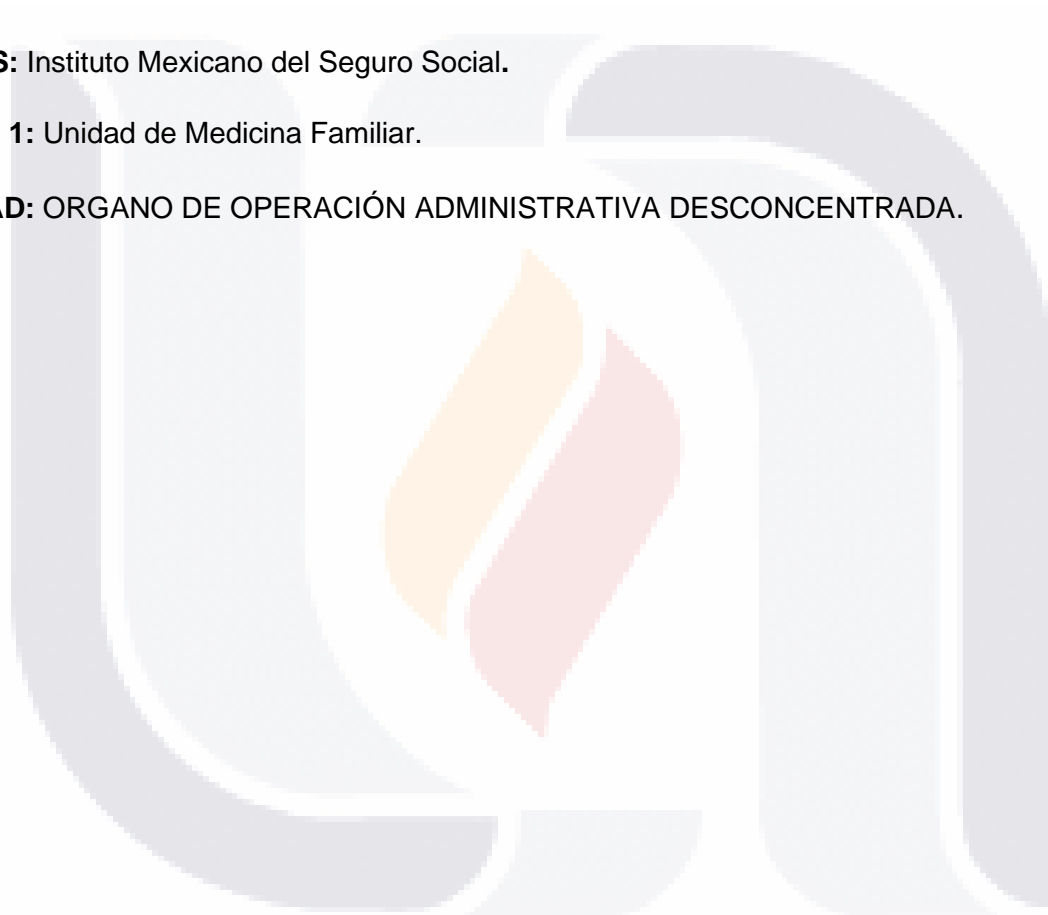 S: Instituto Mexicano del Seguro Social.
1: Unidad de Medicina Familiar.
AD: ORGANO DE OPERACIÓN ADMINISTRATIVA DESCONCENTRADA.